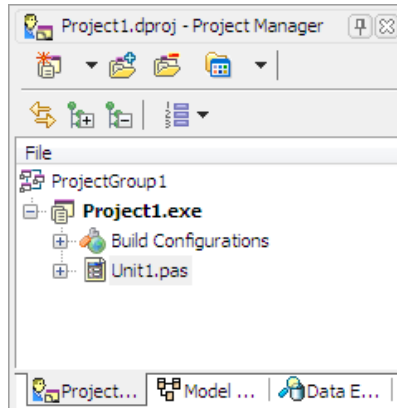 Project1.dproj - Project Manager
File
ProjectGroup1
Project1.exe
Build Configurations
Unit1.pas
Project... Model ... Data E...